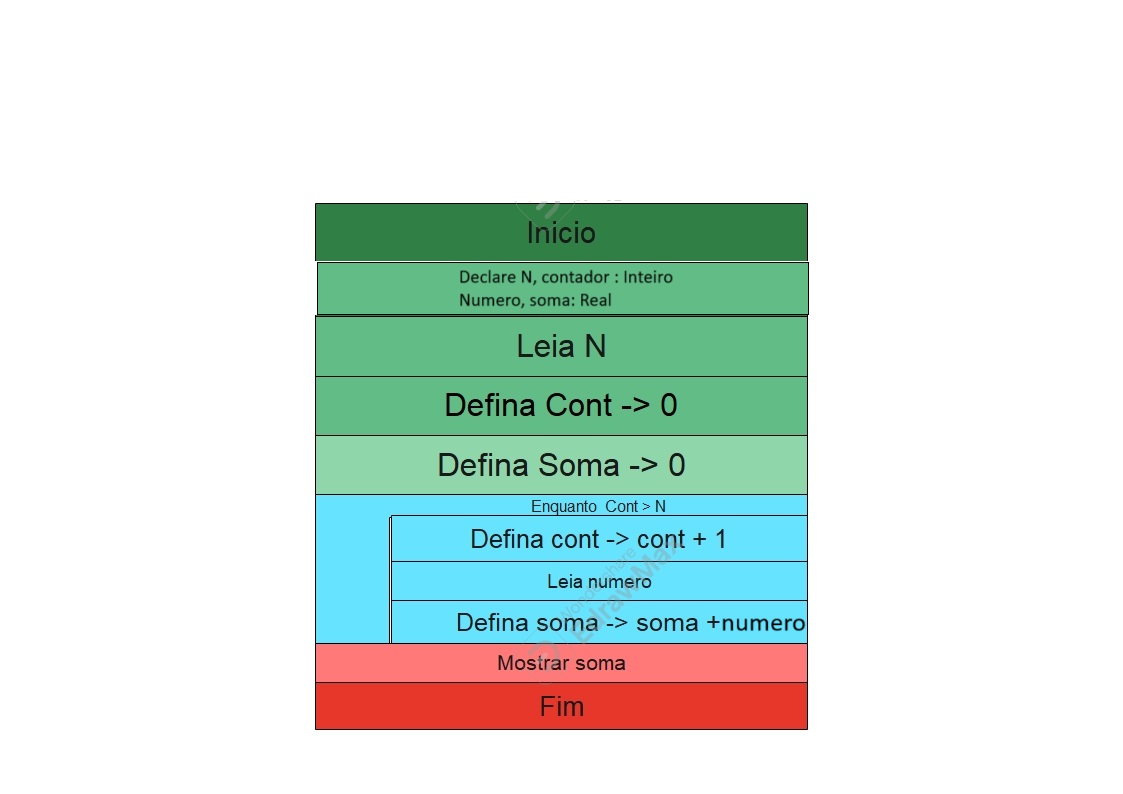 Inicio
Declare N, contador : Inteiro
Numero, soma: Real
Leia N
Defina Cont -> 0
Defina Soma -> 0
Enquanto Cont > N
Defina cont -> cont + 1
Leia numero
Defina soma -> soma +numero
Mostrar soma
Fim
Wondershare
EdrawMax